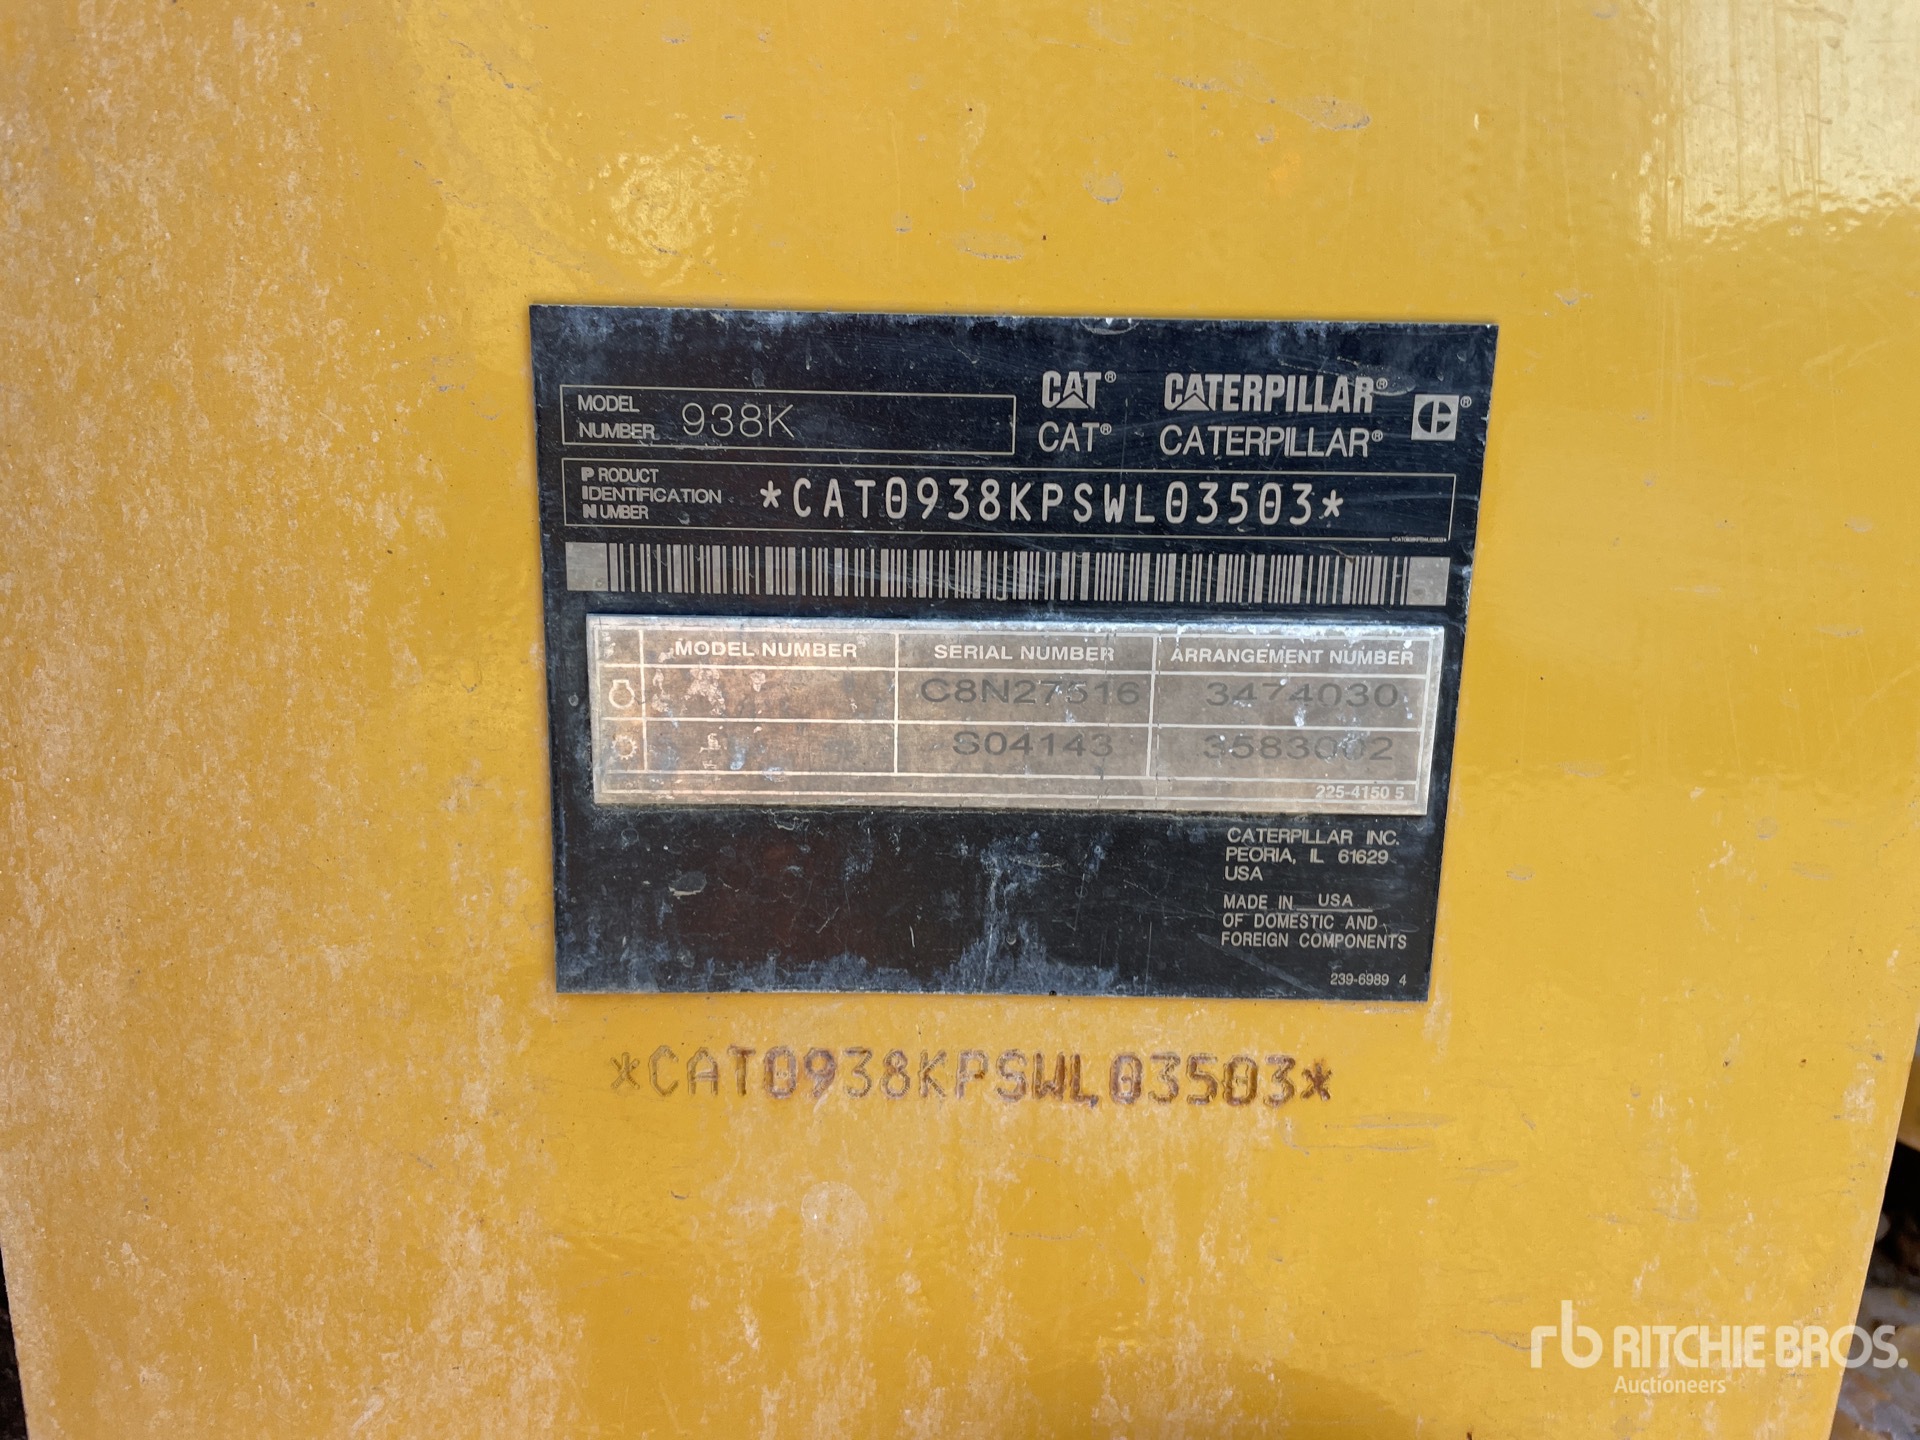 MODEL NUMBER 938K
CAT® CATERPILLAR®
CAT® CATERPILLAR®
PRODUCT
IDENTIFICATION
NUMBER
*CAT0938KPSWL03503*
MODEL NUMBER SERIAL NUMBER ARRANGEMENT NUMBER
C8N27516 3474030
S04143 3583002
225-4150 5
CATERPILLAR INC.
PEORIA, IL 61629
USA
MADE IN USA
OF DOMESTIC AND
FOREIGN COMPONENTS
239-6989 4
*CAT0938KPSWL03503*
rb RITCHIE BROS.
Auctioneers